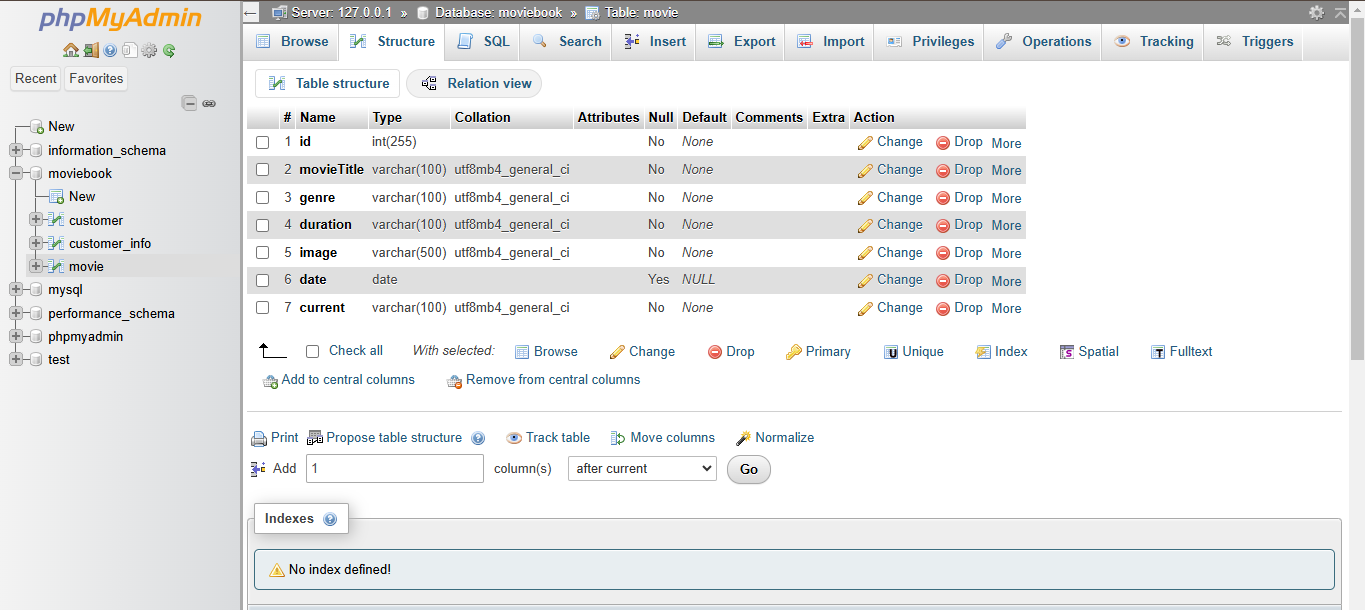 phpMyAdmin
Recent Favorites
New
information_schema
moviebook
New
customer
customer_info
movie
mysql
performance_schema
phpmyadmin
test
Server: 127.0.0.1 » Database: moviebook » Table: movie
Browse Structure SQL Search Insert Export Import Privileges Operations Tracking Triggers
Table structure Relation view
# Name Type Collation Attributes Null Default Comments Extra Action
1 id int(255) No None Change Drop More
2 movieTitle varchar(100) utf8mb4_general_ci No None Change Drop More
3 genre varchar(100) utf8mb4_general_ci No None Change Drop More
4 duration varchar(100) utf8mb4_general_ci No None Change Drop More
5 image varchar(500) utf8mb4_general_ci No None Change Drop More
6 date date Yes NULL Change Drop More
7 current varchar(100) utf8mb4_general_ci No None Change Drop More
Check all With selected: Browse Change Drop Primary Unique Index Spatial Fulltext
Add to central columns Remove from central columns
Print Propose table structure Track table Move columns Normalize
Add 1 column(s) after current Go
Indexes
No index defined!